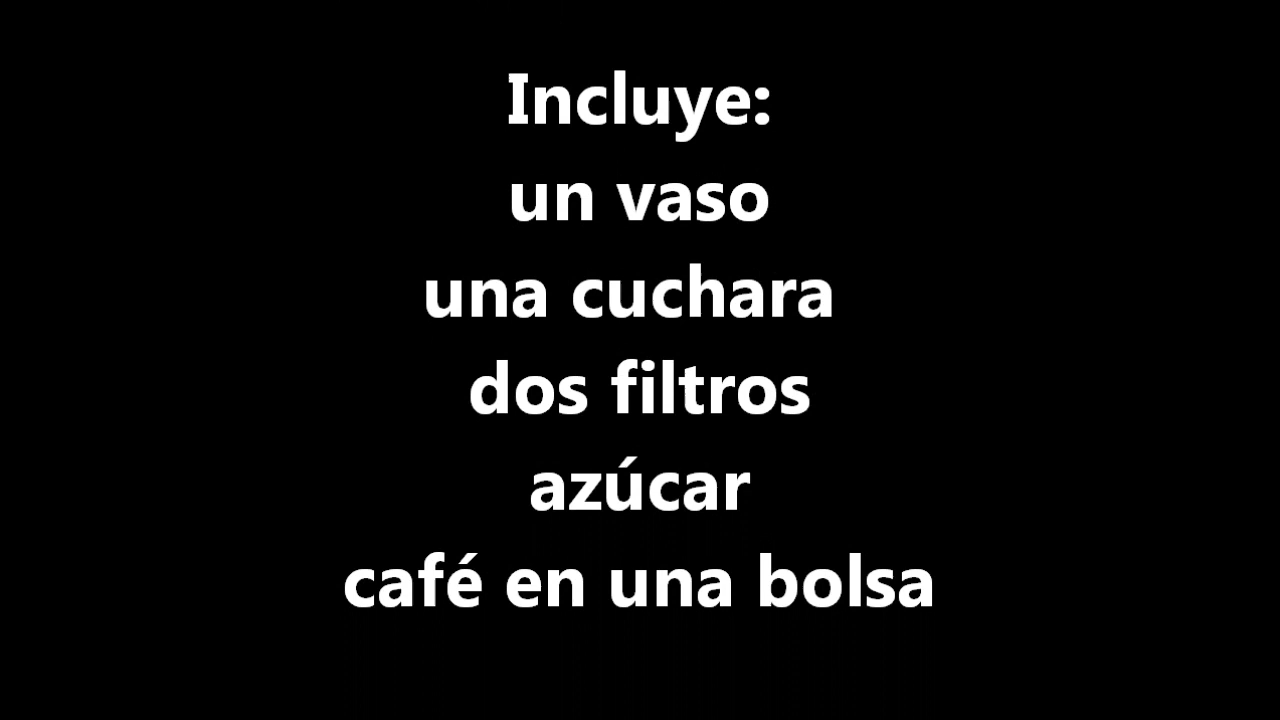 Incluye:
un vaso
una cuchara
dos filtros
azúcar
café en una bolsa